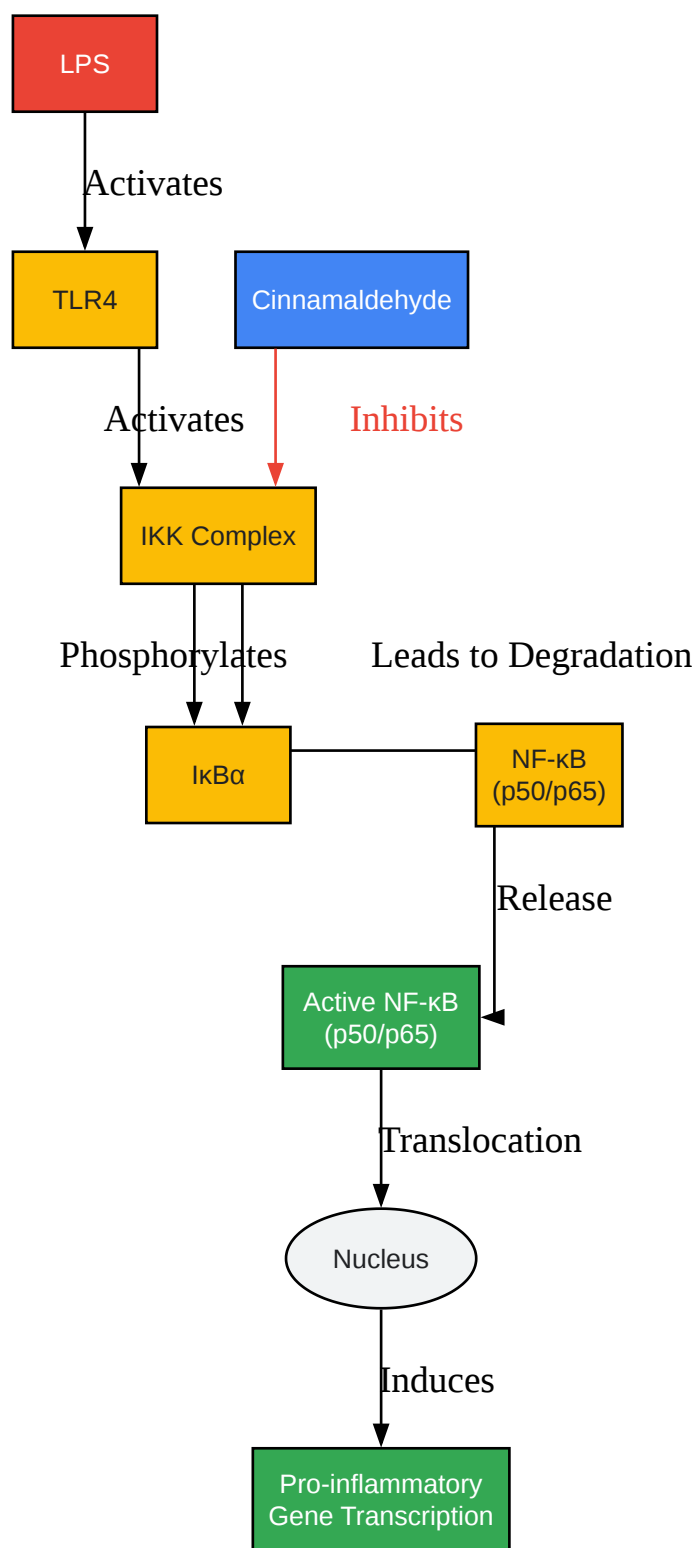 LPS
Activates
TLR4
Cinnamaldehyde
Activates
Inhibits
IKK Complex
Phosphorylates
Leads to Degradation
IκBα
NF-κB
(p50/p65)
Release
Active NF-κB
(p50/p65)
Translocation
Nucleus
Induces
Pro-inflammatory
Gene Transcription